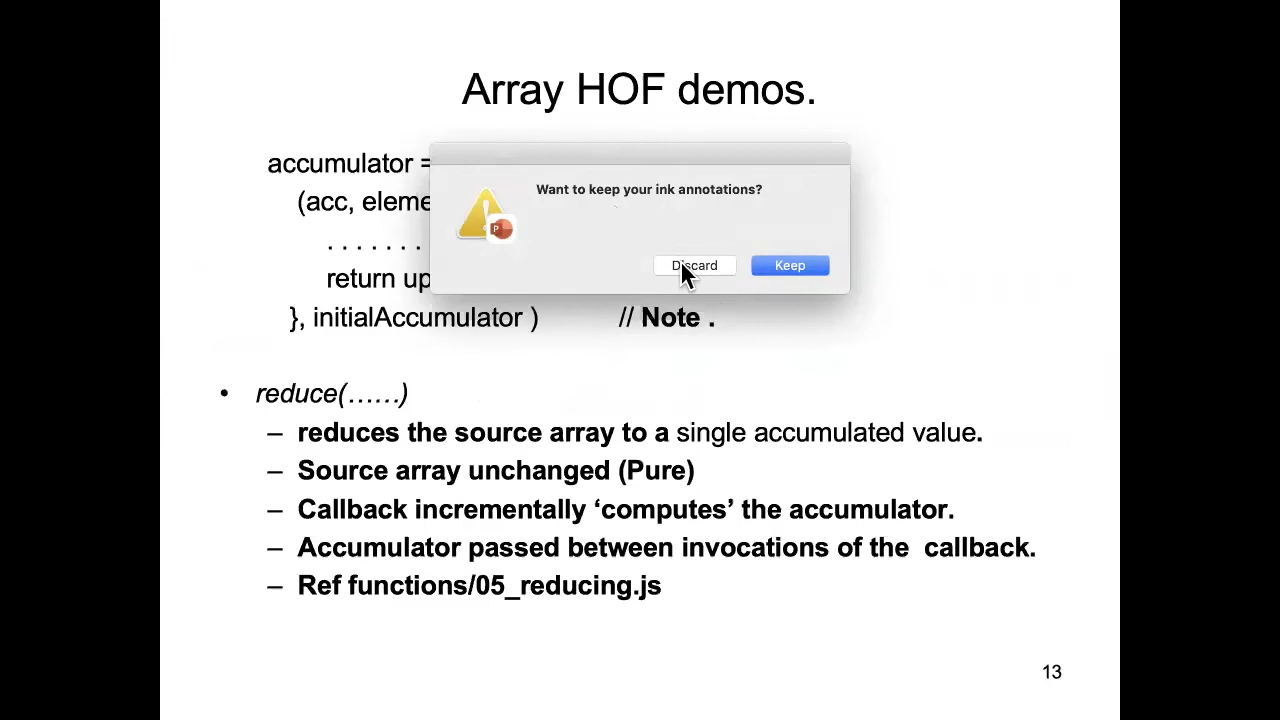 Array HOF demos.
accumulator =
(acc, eleme
. . . . . . .
return up
}, initialAccumulator ) // Note .
Want to keep your ink annotations?
Discard Keep
• reduce(……)
– reduces the source array to a single accumulated value.
– Source array unchanged (Pure)
– Callback incrementally ‘computes’ the accumulator.
– Accumulator passed between invocations of the callback.
– Ref functions/05_reducing.js
13